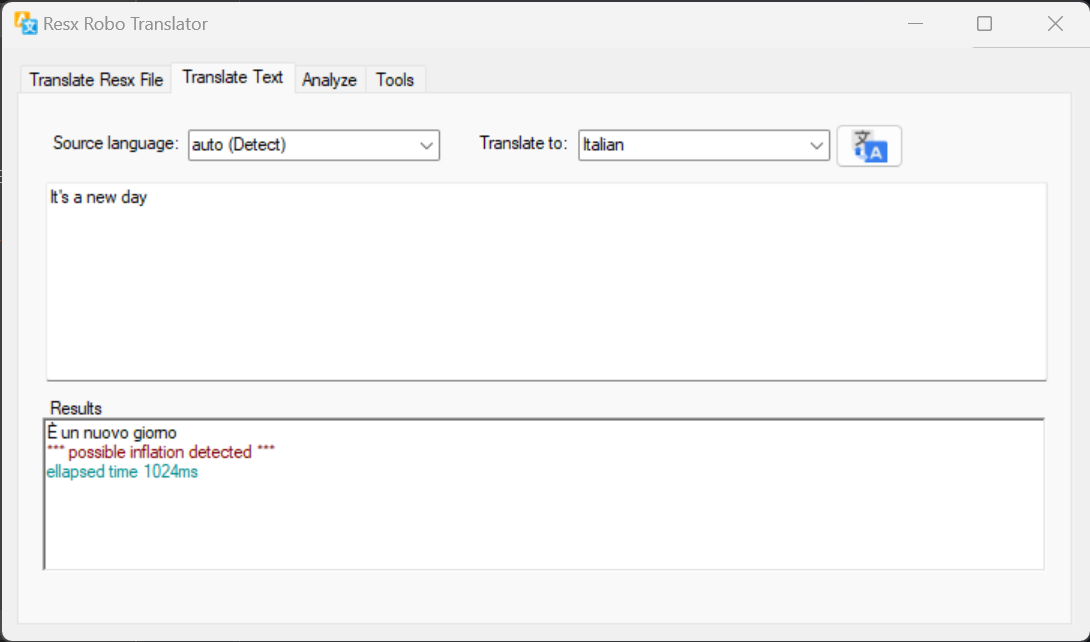 Resx Robo Translator
Translate Resx File Translate Text Analyze Tools
Source language: auto (Detect) Translate to: Italian
It's a new day
Results
È un nuovo giorno
*** possible inflation detected ***
ellapsed time 1024ms